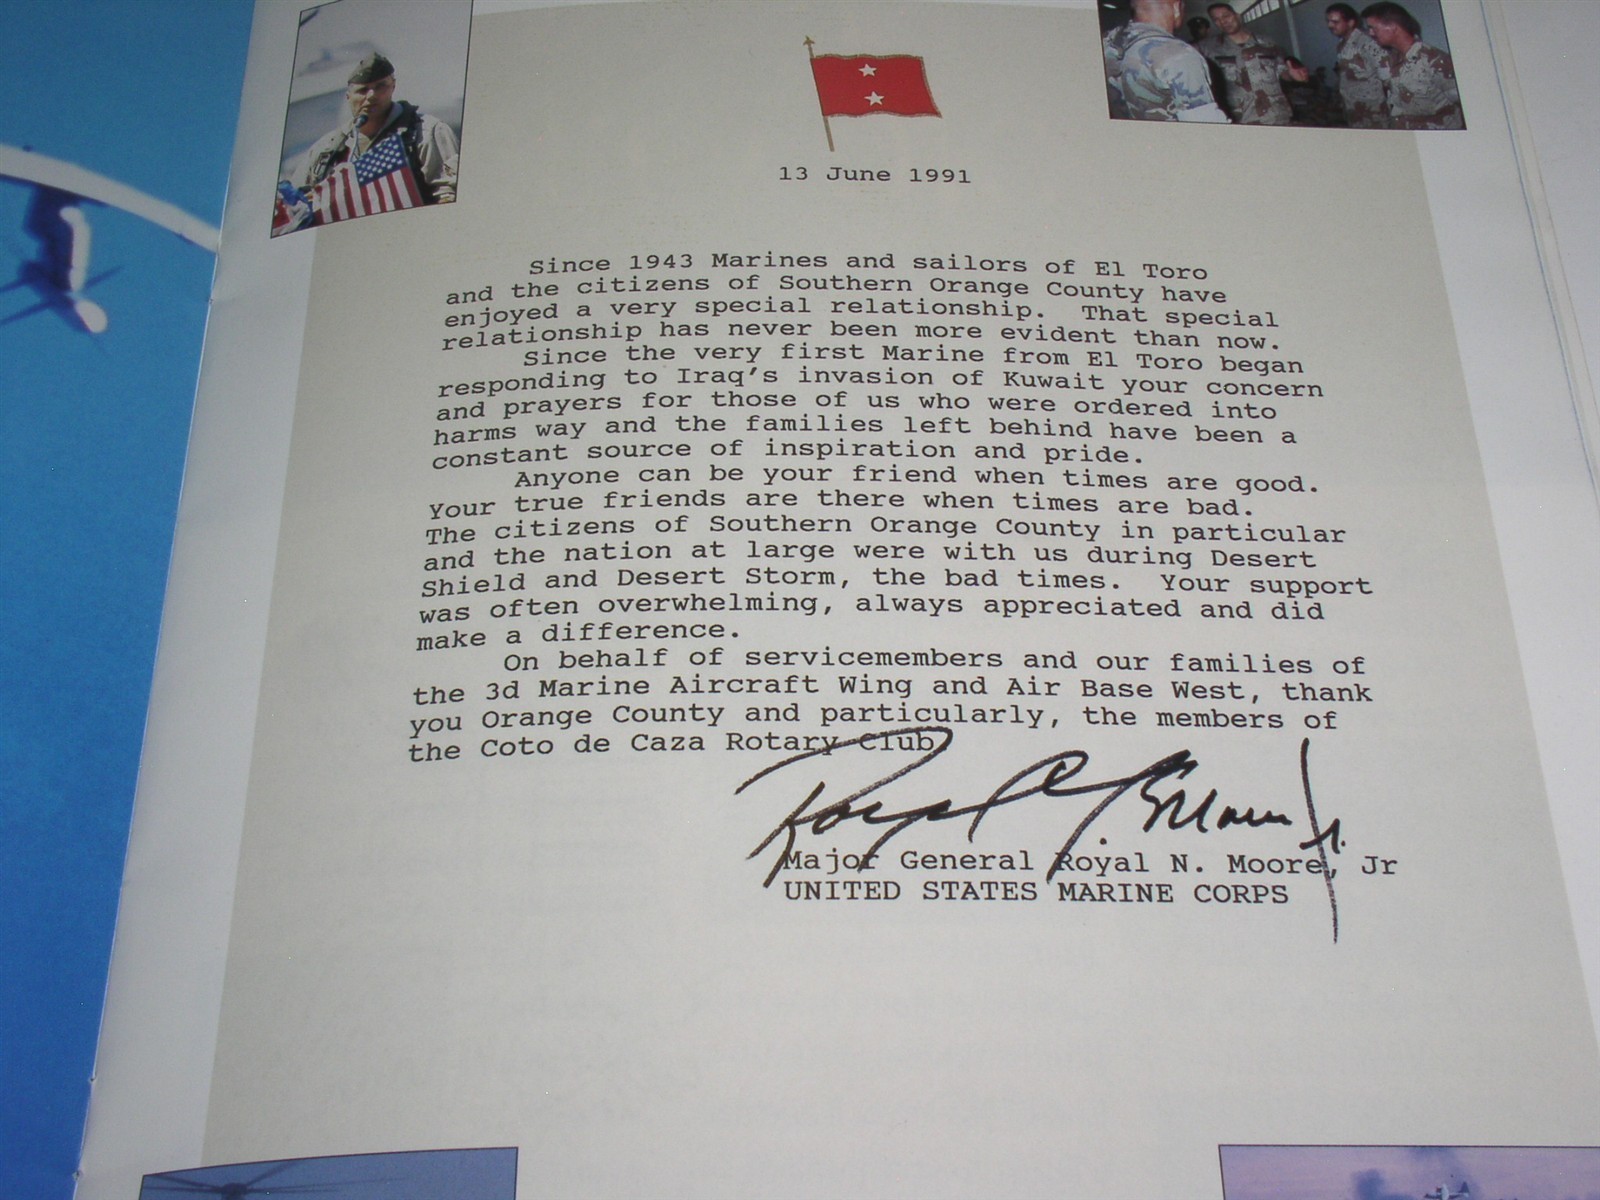 13 June 1991
Since 1943 Marines and sailors of El Toro
and the citizens of Southern Orange County have
enjoyed a very special relationship. That special
relationship has never been more evident than now.
Since the very first Marine from El Toro began
responding to Iraq's invasion of Kuwait your concern
and prayers for those of us who were ordered into
harms way and the families left behind have been a
constant source of inspiration and pride.
Anyone can be your friend when times are good.
Your true friends are there when times are bad.
The citizens of Southern Orange County in particular
and the nation at large were with us during Desert
Shield and Desert Storm, the bad times. Your support
was often overwhelming, always appreciated and did
make a difference.
On behalf of servicemembers and our families of
the 3d Marine Aircraft Wing and Air Base West, thank
you Orange County and particularly, the members of
the Coto de Caza Rotary Club
Royal N. Moore Jr.
Major General Royal N. Moore, Jr
UNITED STATES MARINE CORPS